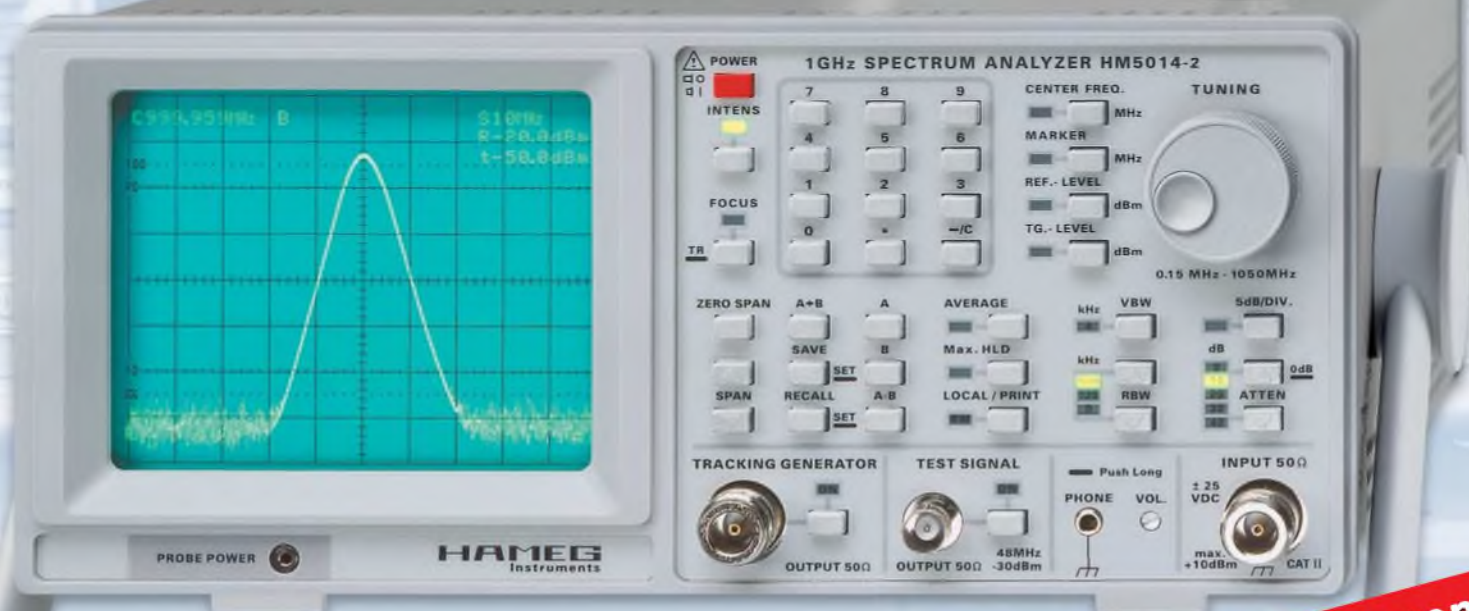 POWER
1GHz SPECTRUM ANALYZER HM5014-2
INTENS
FOCUS
TR
7 8 9
4 5 6
1 2 3
0 • –/C
CENTER FREQ.
MHz
MARKER
MHz
REF.- LEVEL
dBm
TG.- LEVEL
dBm
TUNING
0.15 MHz - 1050MHz
B
S10MHz
R-20.0dBm
t-50.0dBm
100
ZERO SPAN
A→B
A
AVERAGE
kHz
VBW
5dB/DIV.
SAVE
SET
B
Max. HLD
kHz
dB
0dB
SPAN
RECALL
SET
A-B
LOCAL / PRINT
RBW
ATTEN
TRACKING GENERATOR
ON
OUTPUT 50Ω
TEST SIGNAL
ON
OUTPUT 50Ω
48MHz
-30dBm
Push Long
PHONE
VOL.
INPUT 50Ω
± 25
VDC
max.
+10dBm
CAT II
PROBE POWER
HAMEG
Instruments